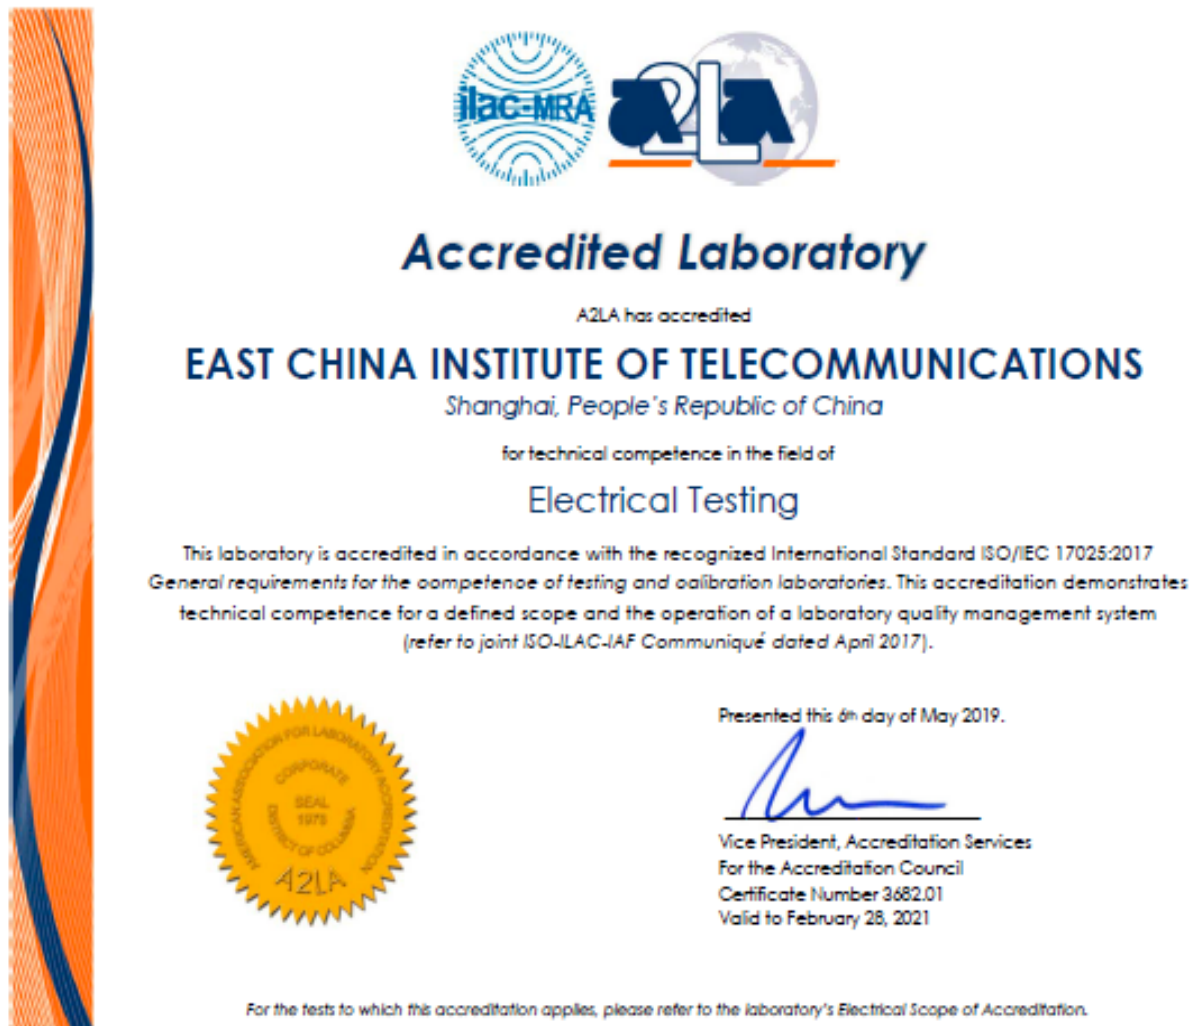 ilac-MRA
a2La
Accredited Laboratory
A2LA has accredited
EAST CHINA INSTITUTE OF TELECOMMUNICATIONS
Shanghai, People's Republic of China
for technical competence in the field of
Electrical Testing
This laboratory is accredited in accordance with the recognized International Standard ISO/IEC 17025:2017
General requirements for the competence of testing and calibration laboratories. This accreditation demonstrates
technical competence for a defined scope and the operation of a laboratory quality management system
(refer to joint ISO-ILAC-IAF Communiqué dated April 2017).
AMERICAN ASSOCIATION FOR LABORATORY ACCREDITATION
CORPORATE
SEAL
1978
DISTRICT OF COLUMBIA
A2LA
Presented this 6th day of May 2019.
Vice President, Accreditation Services
For the Accreditation Council
Certificate Number 3682.01
Valid to February 28, 2021
For the tests to which this accreditation applies, please refer to the laboratory's Electrical Scope of Accreditation.